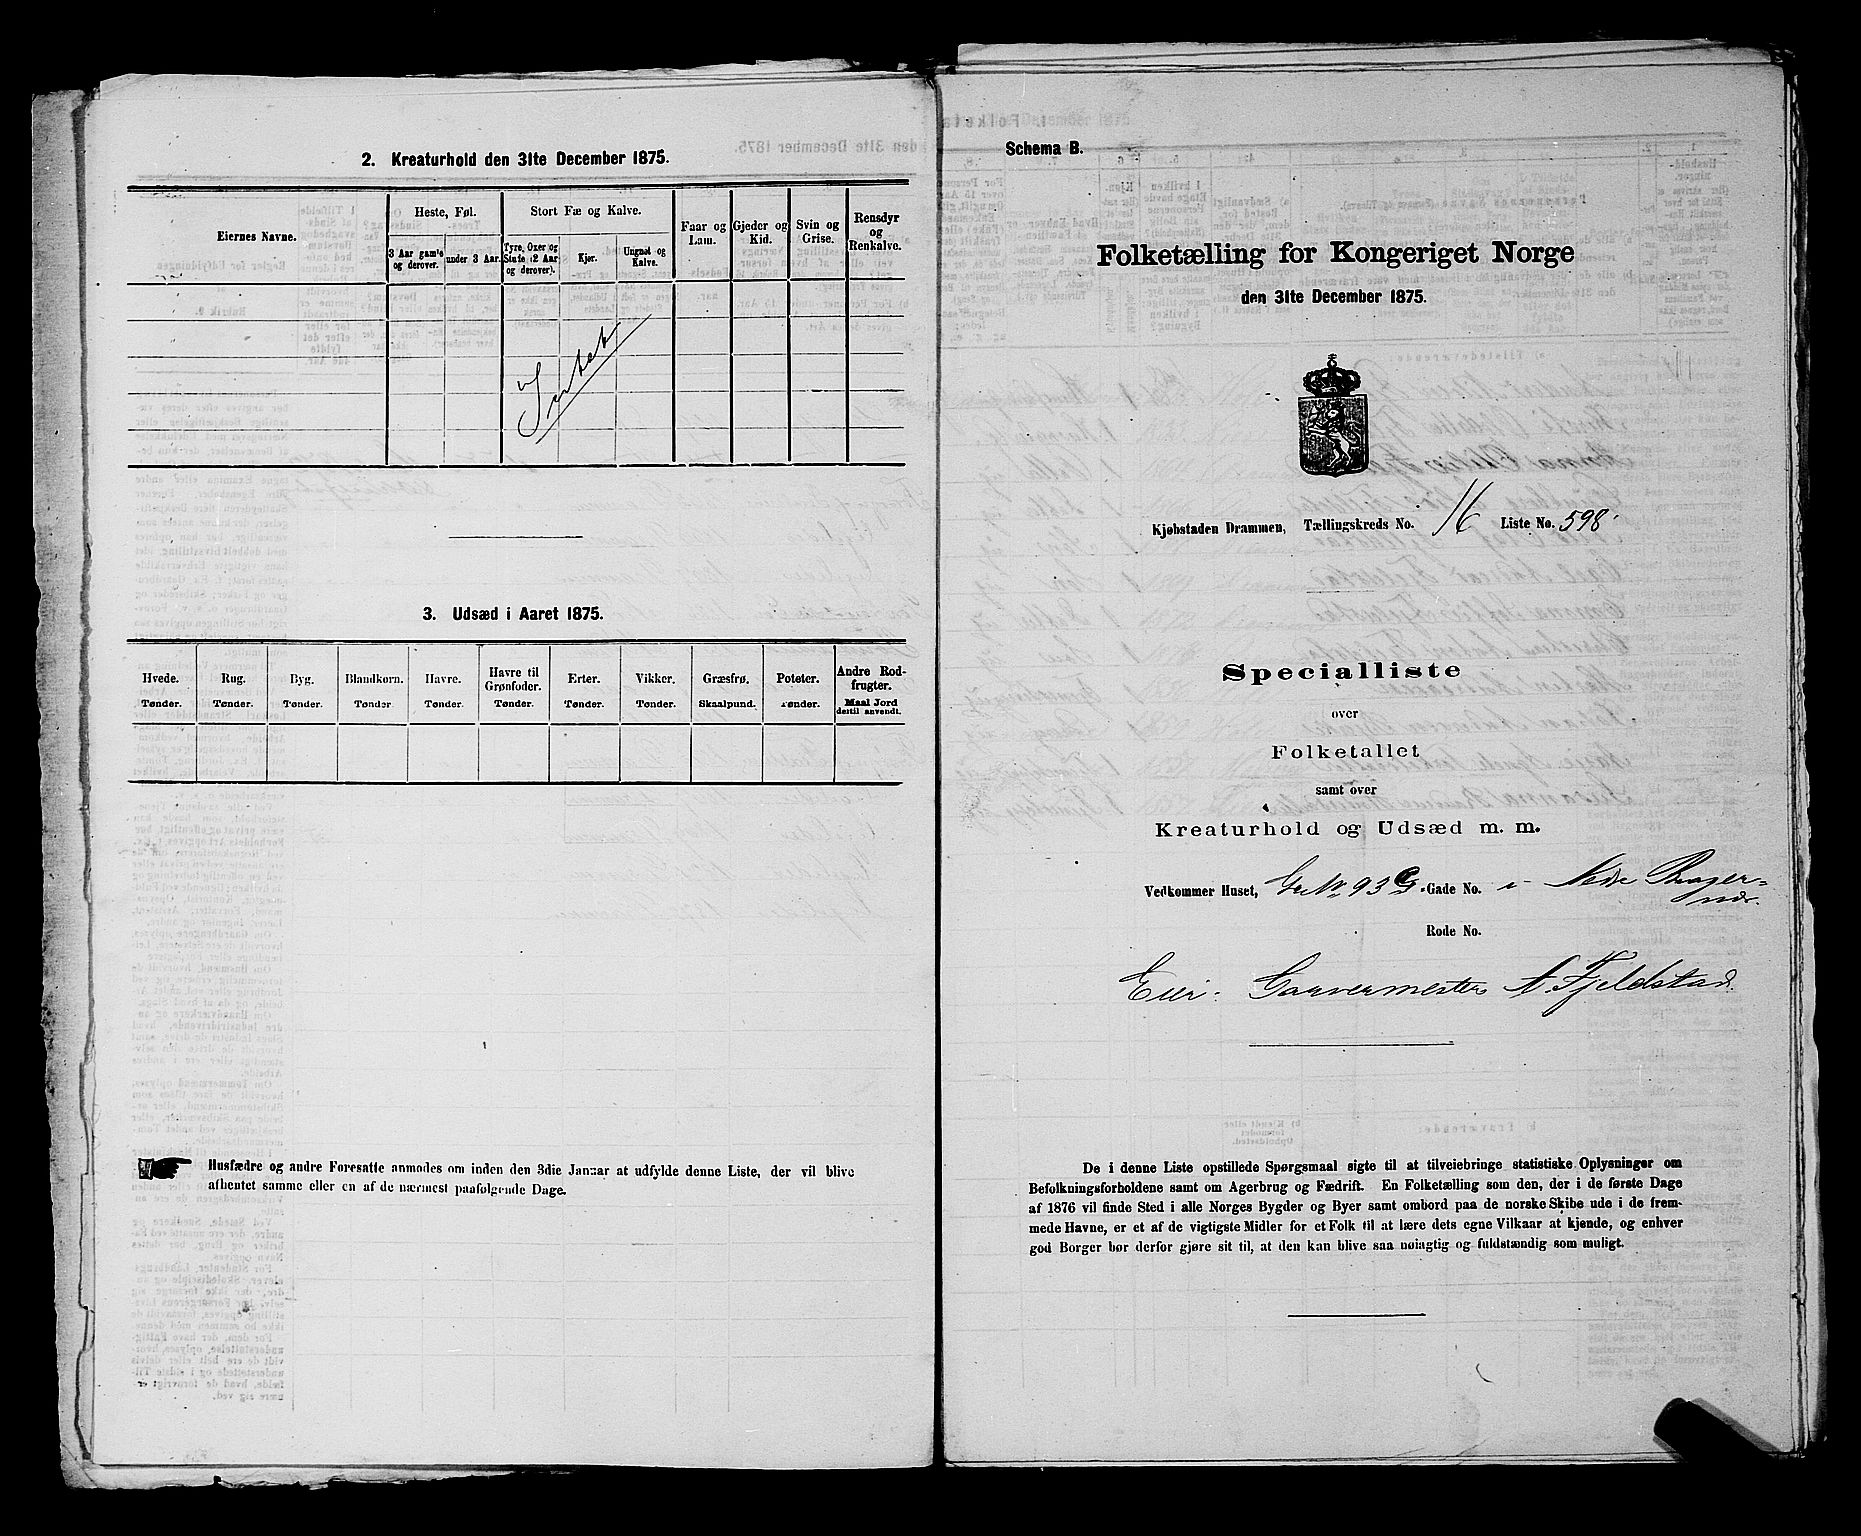 2. Kreaturhold den 31te December 1875.
Eiernes Navne.
Heste, Føl.
3 Aar gamle og derover.
under 3 Aar.
Stort Fæ og Kalve.
Tyre, Oxer og Stude (2 Aar og derover).
Kjør.
Ungnøt og Kalve.
Faar og Lam.
Gjeder og Kid.
Svin og Grise.
Rensdyr og Renkalve.
Intet
3. Udsæd i Aaret 1875.
Hvede. Tønder.
Rug. Tønder.
Byg. Tønder.
Blandkorn. Tønder.
Havre. Tønder.
Havre til Grønfoder. Tønder.
Erter. Tønder.
Vikker. Tønder.
Græsfrø. Skaalpund.
Poteter. Tønder.
Andre Rodfrugter. Maal Jord dertil anvendt.
Husfædre og andre Foresatte anmodes om inden den 3die Januar at udfylde denne Liste, der vil blive
afhentet samme eller en af de nærmest paafølgende Dage.
Schema B.
Folketælling for Kongeriget Norge
den 31te December 1875.
Kjøbstaden Drammen, Tællingskreds No. 16 Liste No. 598.
Specialliste
over
Folketallet
samt over
Kreaturhold og Udsæd m. m.
Vedkommer Huset, 93 Gade No. i Nedre Brager-
nes.
Rode No.
Eier. Garvermester A. Fjeldstad.
De i denne Liste opstillede Spørgsmaal sigte til at tilveiebringe statistiske Oplysninger om
Befolkningsforholdene samt om Agerbrug og Fædrift. En Folketælling som den, der i de første Dage
af 1876 vil finde Sted i alle Norges Bygder og Byer samt ombord paa de norske Skibe ude i de frem-
mede Havne, er et af de vigtigste Midler for et Folk til at lære dets egne Vilkaar at kjende, og enhver
god Borger bør derfor gjøre sit til, at den kan blive saa nøiagtig og fuldstændig som muligt.